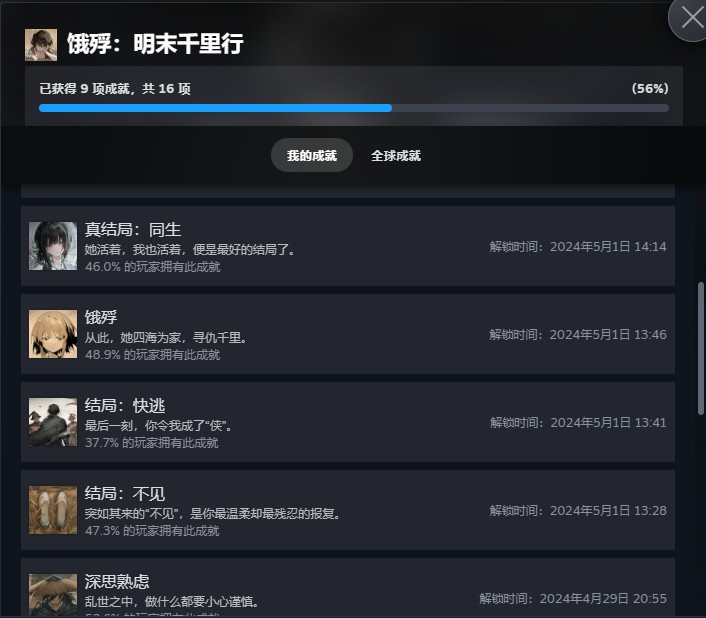 饿殍：明末千里行
已获得 9 项成就，共 16 项 (56%)
我的成就 全球成就
真结局：同生
她活着，我也活着，便是最好的结局了。
解锁时间：2024年5月1日 14:14
46.0% 的玩家拥有此成就
饿殍
从此，她四海为家，寻仇千里。
解锁时间：2024年5月1日 13:46
48.9% 的玩家拥有此成就
结局：快逃
最后一刻，你令我成了“侠”。
解锁时间：2024年5月1日 13:41
37.7% 的玩家拥有此成就
结局：不见
突如其来的“不见”，是你最温柔却最残忍的报复。
解锁时间：2024年5月1日 13:28
47.3% 的玩家拥有此成就
深思熟虑
乱世之中，做什么都要小心谨慎。
解锁时间：2024年4月29日 20:55
的玩家拥有此成就